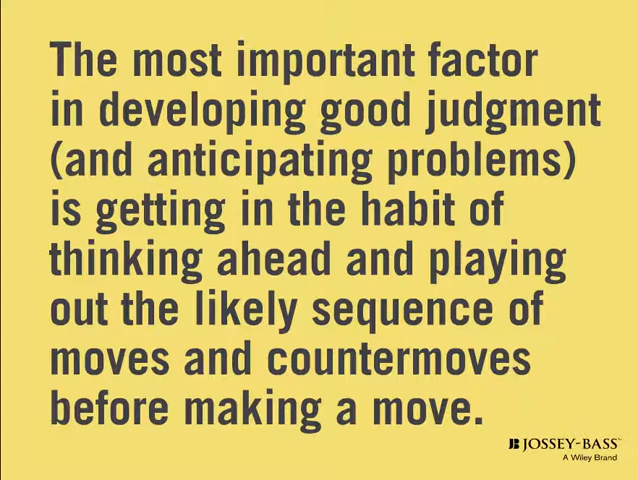 The most important factor
in developing good judgment
(and anticipating problems)
is getting in the habit of
thinking ahead and playing
out the likely sequence of
moves and countermoves
before making a move.
JOSSEY-BASS™
A Wiley Brand